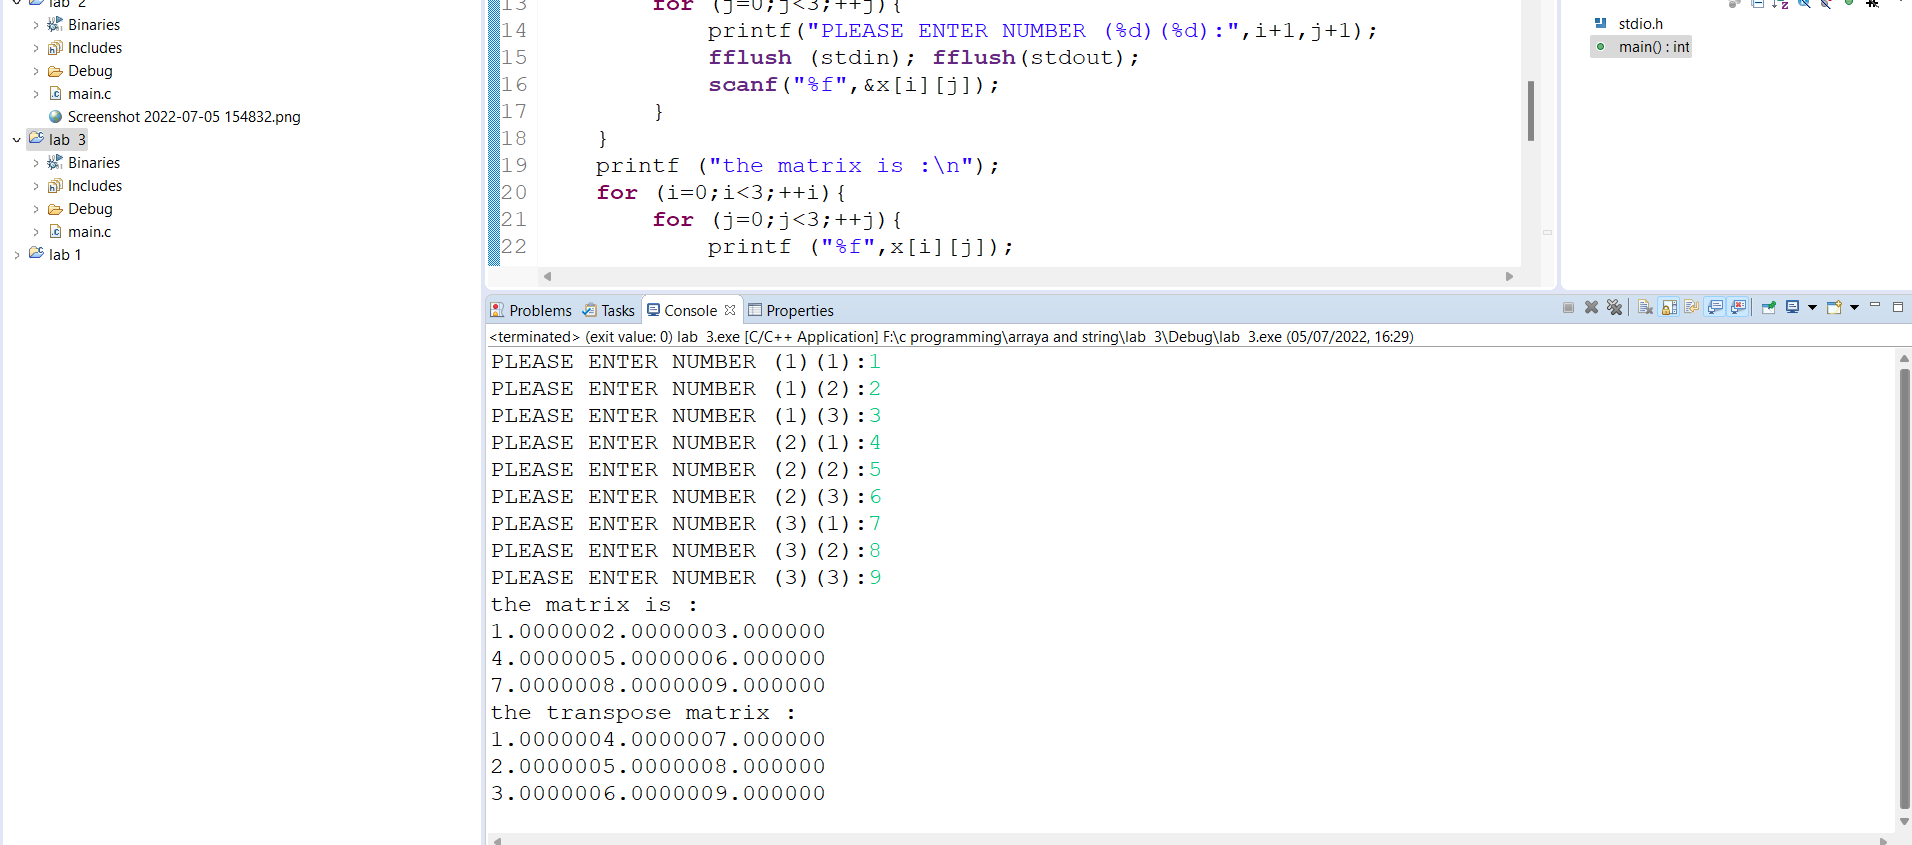 lab 2
Binaries
Includes
Debug
main.c
Screenshot 2022-07-05 154832.png
lab 3
Binaries
Includes
Debug
main.c
lab 1
13 for (j=0;j<3;++j){
14 printf("PLEASE ENTER NUMBER (%d)(%d):",i+1,j+1);
15 fflush (stdin); fflush(stdout);
16 scanf("%f",&x[i][j]);
17 }
18 }
19 printf ("the matrix is :\n");
20 for (i=0;i<3;++i){
21 for (j=0;j<3;++j){
22 printf ("%f",x[i][j]);
stdio.h
main() : int
Problems Tasks Console Properties
<terminated> (exit value: 0) lab 3.exe [C/C++ Application] F:\c programming\arraya and string\lab 3\Debug\lab 3.exe (05/07/2022, 16:29)
PLEASE ENTER NUMBER (1)(1):1
PLEASE ENTER NUMBER (1)(2):2
PLEASE ENTER NUMBER (1)(3):3
PLEASE ENTER NUMBER (2)(1):4
PLEASE ENTER NUMBER (2)(2):5
PLEASE ENTER NUMBER (2)(3):6
PLEASE ENTER NUMBER (3)(1):7
PLEASE ENTER NUMBER (3)(2):8
PLEASE ENTER NUMBER (3)(3):9
the matrix is :
1.0000002.0000003.000000
4.0000005.0000006.000000
7.0000008.0000009.000000
the transpose matrix :
1.0000004.0000007.000000
2.0000005.0000008.000000
3.0000006.0000009.000000